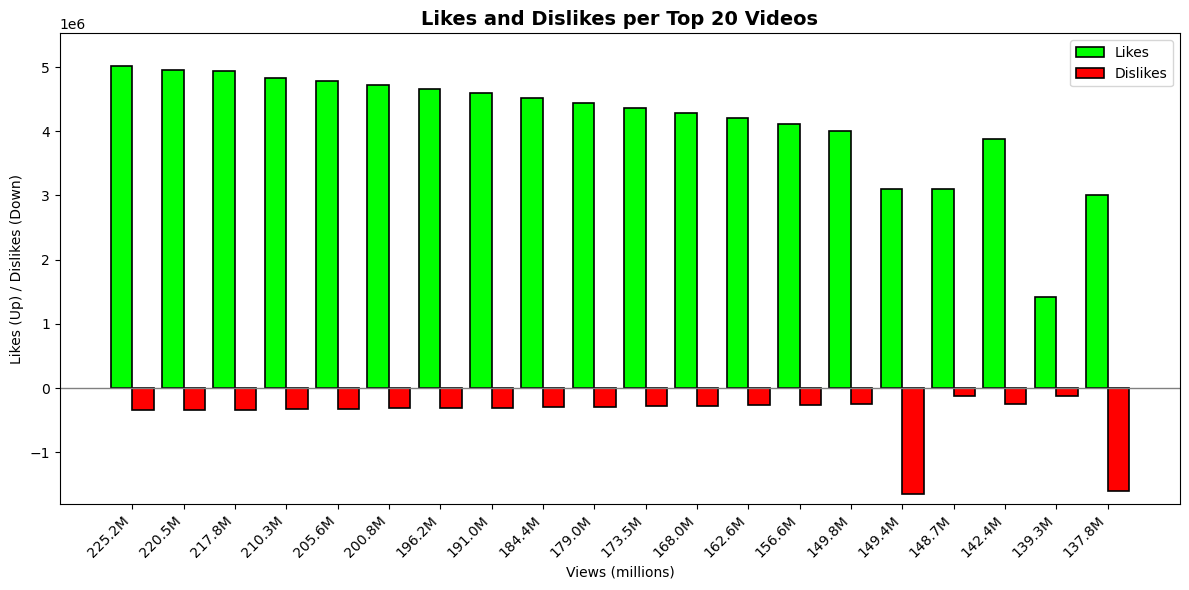 Likes and Dislikes per Top 20 Videos
1e6
Likes
Dislikes
5
4
3
2
1
0
−1
Likes (Up) / Dislikes (Down)
225.2M
220.5M
217.8M
210.3M
205.6M
200.8M
196.2M
191.0M
184.4M
179.0M
173.5M
168.0M
162.6M
156.6M
149.8M
149.4M
148.7M
142.4M
139.3M
137.8M
Views (millions)